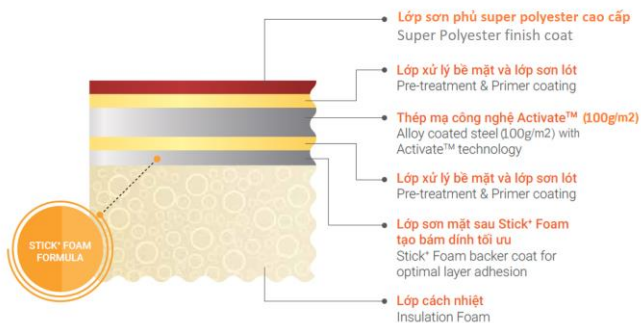 Lớp sơn phủ super polyester cao cấp
Super Polyester finish coat
Lớp xử lý bề mặt và lớp sơn lót
Pre-treatment & Primer coating
Thép mạ công nghệ Activate™ (100g/m2)
Alloy coated steel (100g/m2) with
Activate™ technology
Lớp xử lý bề mặt và lớp sơn lót
Pre-treatment & Primer coating
Lớp sơn mặt sau Stick⁺ Foam
tạo bám dính tối ưu
Stick⁺ Foam backer coat for
optimal layer adhesion
STICK⁺ FOAM
FORMULA
Lớp cách nhiệt
Insulation Foam